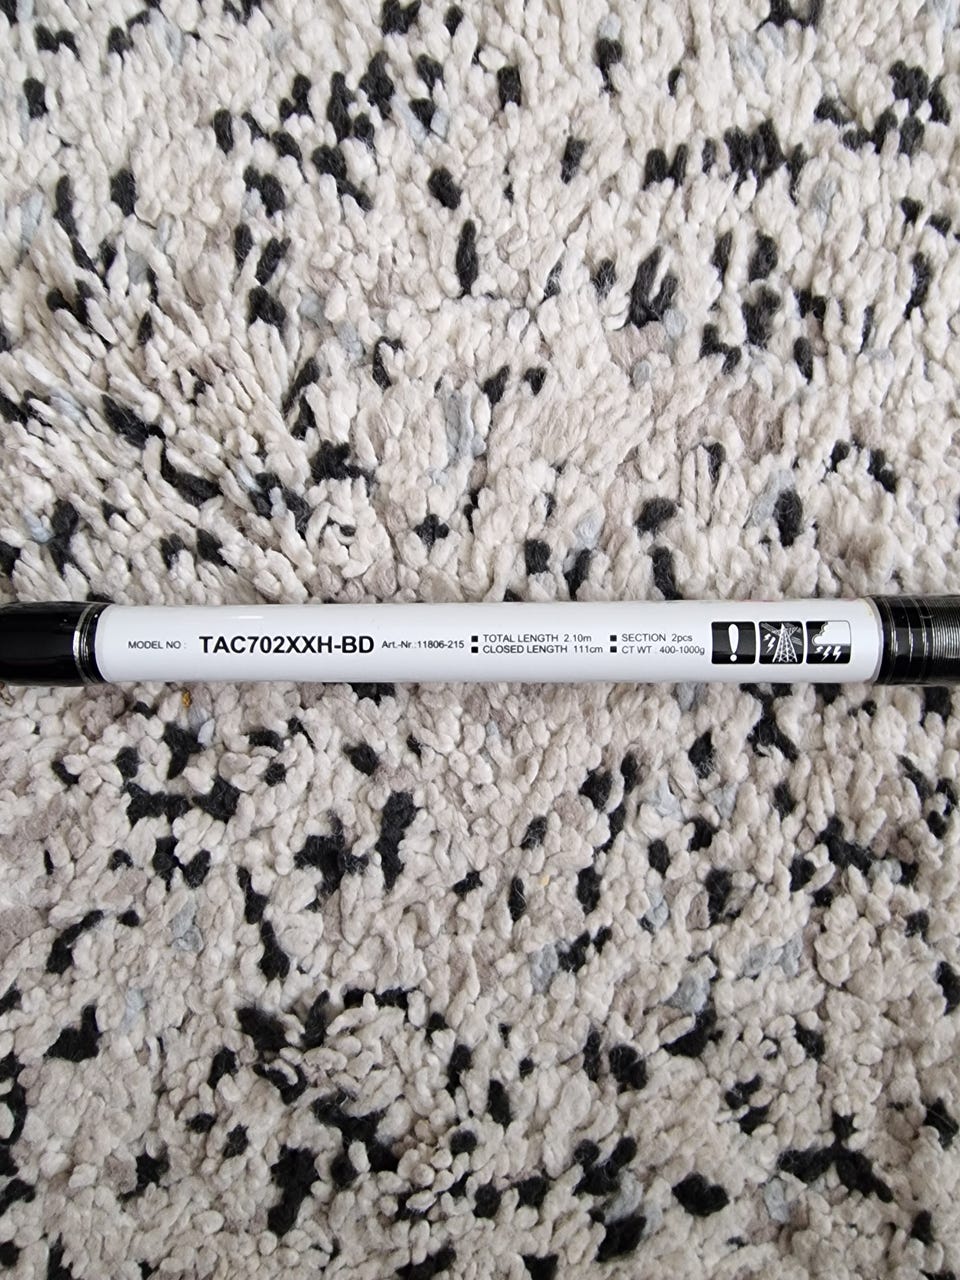 MODEL NO : TAC702XXH-BD Art.-Nr.:11806-215
■ TOTAL LENGTH 2.10m ■ SECTION 2pcs
■ CLOSED LENGTH 111cm ■ CT WT : 400-1000g